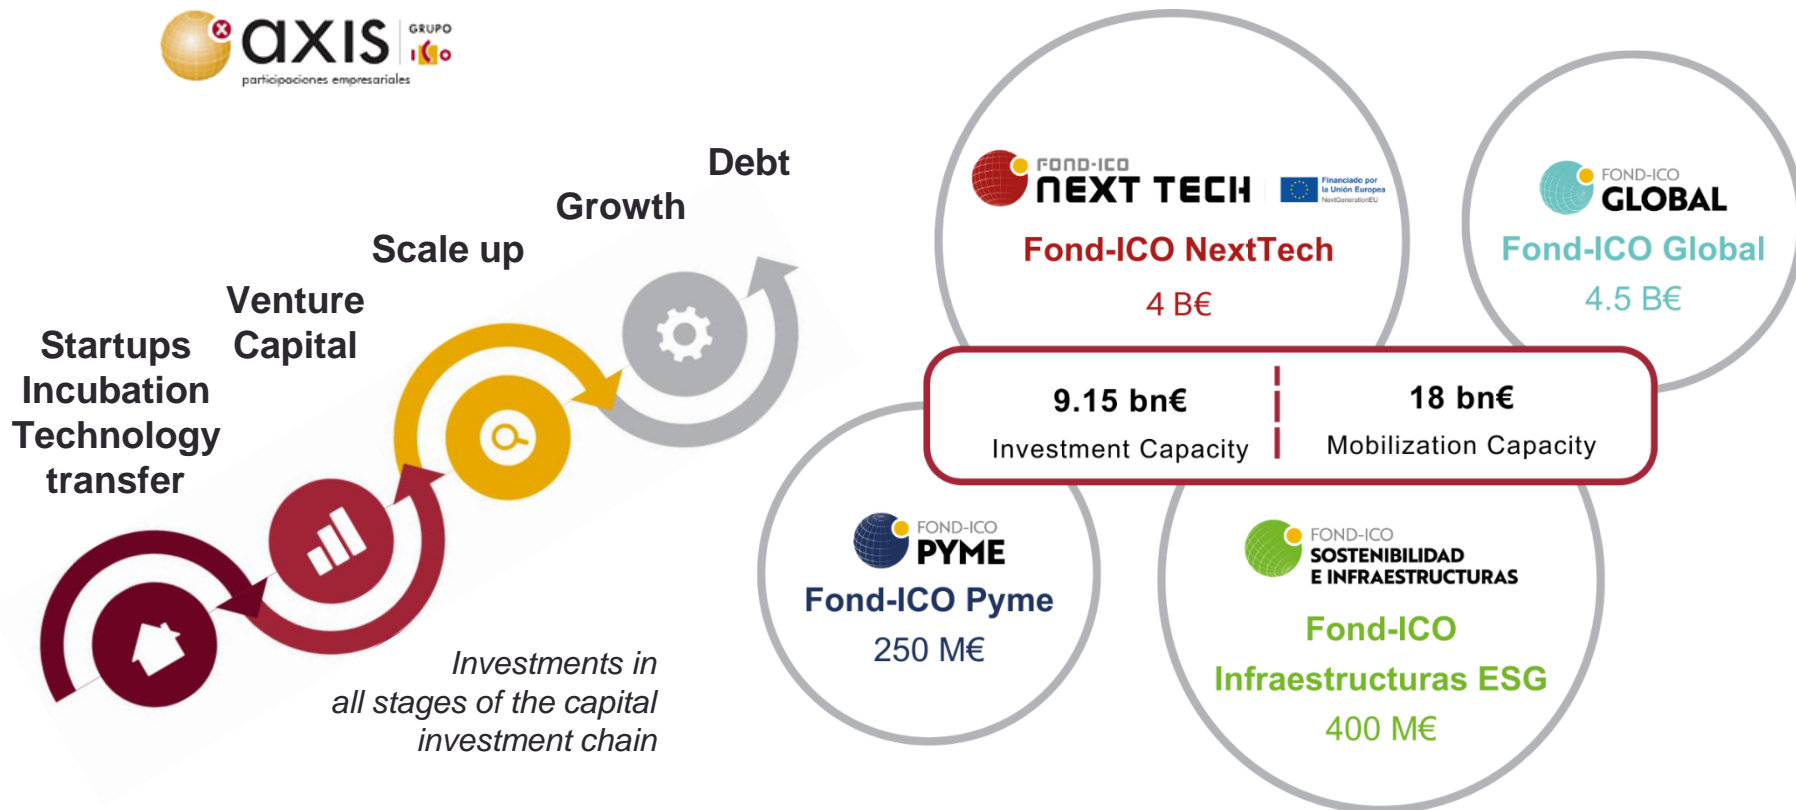 axis
GRUPO
ico
participaciones empresariales
Debt
Growth
Scale up
Venture
Capital
Startups
Incubation
Technology
transfer
Investments in
all stages of the capital
investment chain
FOND-ICO
NEXT TECH
Financiado por
la Unión Europea
NextGenerationEU
Fond-ICO NextTech
4 B€
FOND-ICO
GLOBAL
Fond-ICO Global
4.5 B€
9.15 bn€
Investment Capacity
18 bn€
Mobilization Capacity
FOND-ICO
PYME
Fond-ICO Pyme
250 M€
FOND-ICO
SOSTENIBILIDAD
E INFRAESTRUCTURAS
Fond-ICO
Infraestructuras ESG
400 M€